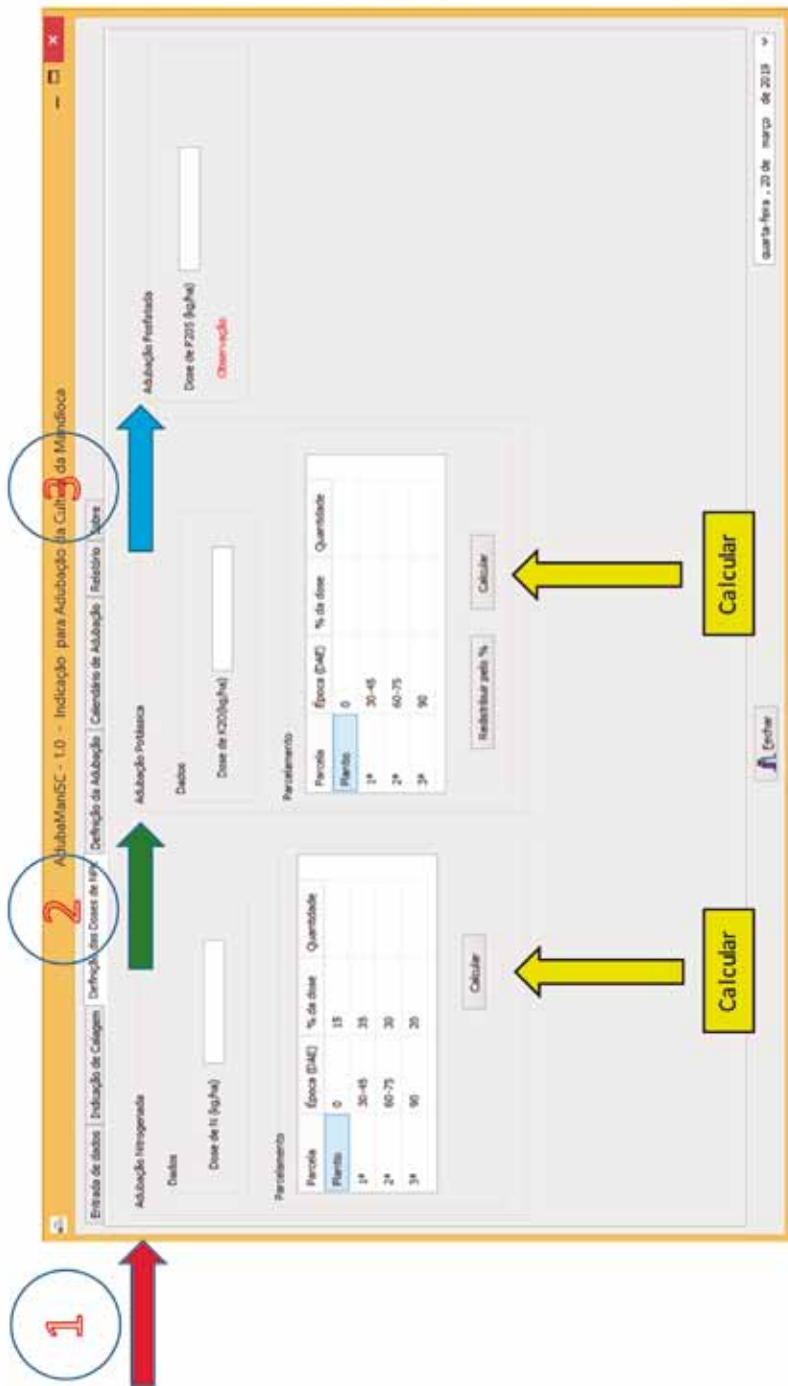 1
2
3
AdubaManiSC - 1.0 - Indicação para Adubação da Cultura da Mandioca
Entrada de dados Indicação de Calagem Definição das Doses de NPK Definição da Adubação Calendário de Adubação Relatório Sobre
Adubação Nitrogenada
Dados
Dose de N (kg/ha)
Parcelamento
Parcela Época (DAE) % da dose Quantidade
Plantio 0 15
1ª 30-45 35
2ª 60-75 30
3ª 90 20
Calcular
Adubação Potássica
Dados
Dose de K2O(kg/ha)
Parcelamento
Parcela Época (DAE) % da dose Quantidade
Plantio 0
1ª 30-45
2ª 60-75
3ª 90
Redistribuir pelo % Calcular
Adubação Fosfatada
Dose de P2O5 (kg/ha)
Observação
Calcular
Calcular
Fechar
quarta-feira , 20 de março de 2019